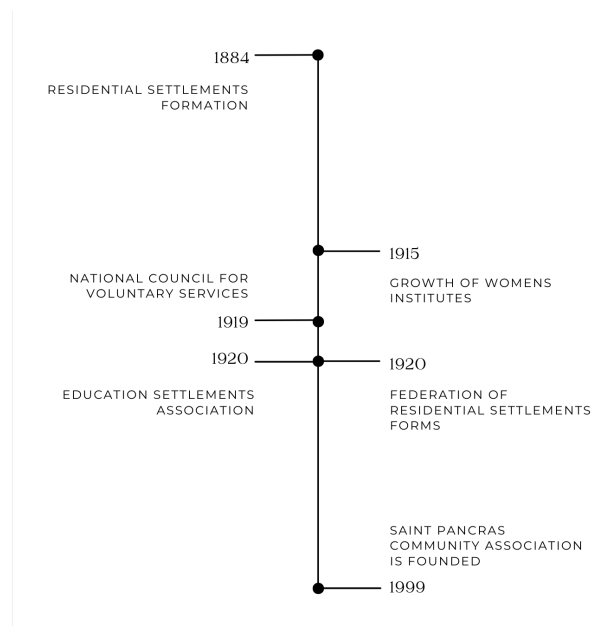 1884
RESIDENTIAL SETTLEMENTS
FORMATION
1915
GROWTH OF WOMENS
INSTITUTES
NATIONAL COUNCIL FOR
VOLUNTARY SERVICES
1919
1920
EDUCATION SETTLEMENTS
ASSOCIATION
1920
FEDERATION OF
RESIDENTIAL SETTLEMENTS
FORMS
SAINT PANCRAS
COMMUNITY ASSOCIATION
IS FOUNDED
1999